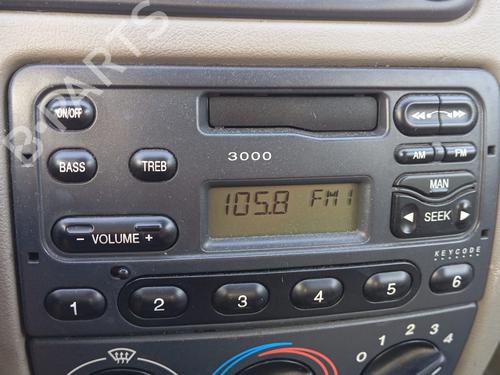 B-PARTS
ON/OFF
AM FM
3000
BASS TREB
MAN
105.8 FM1
SEEK
- VOLUME +
KEYCODE
1 2 3 4 5 6
0 1 2 3 4